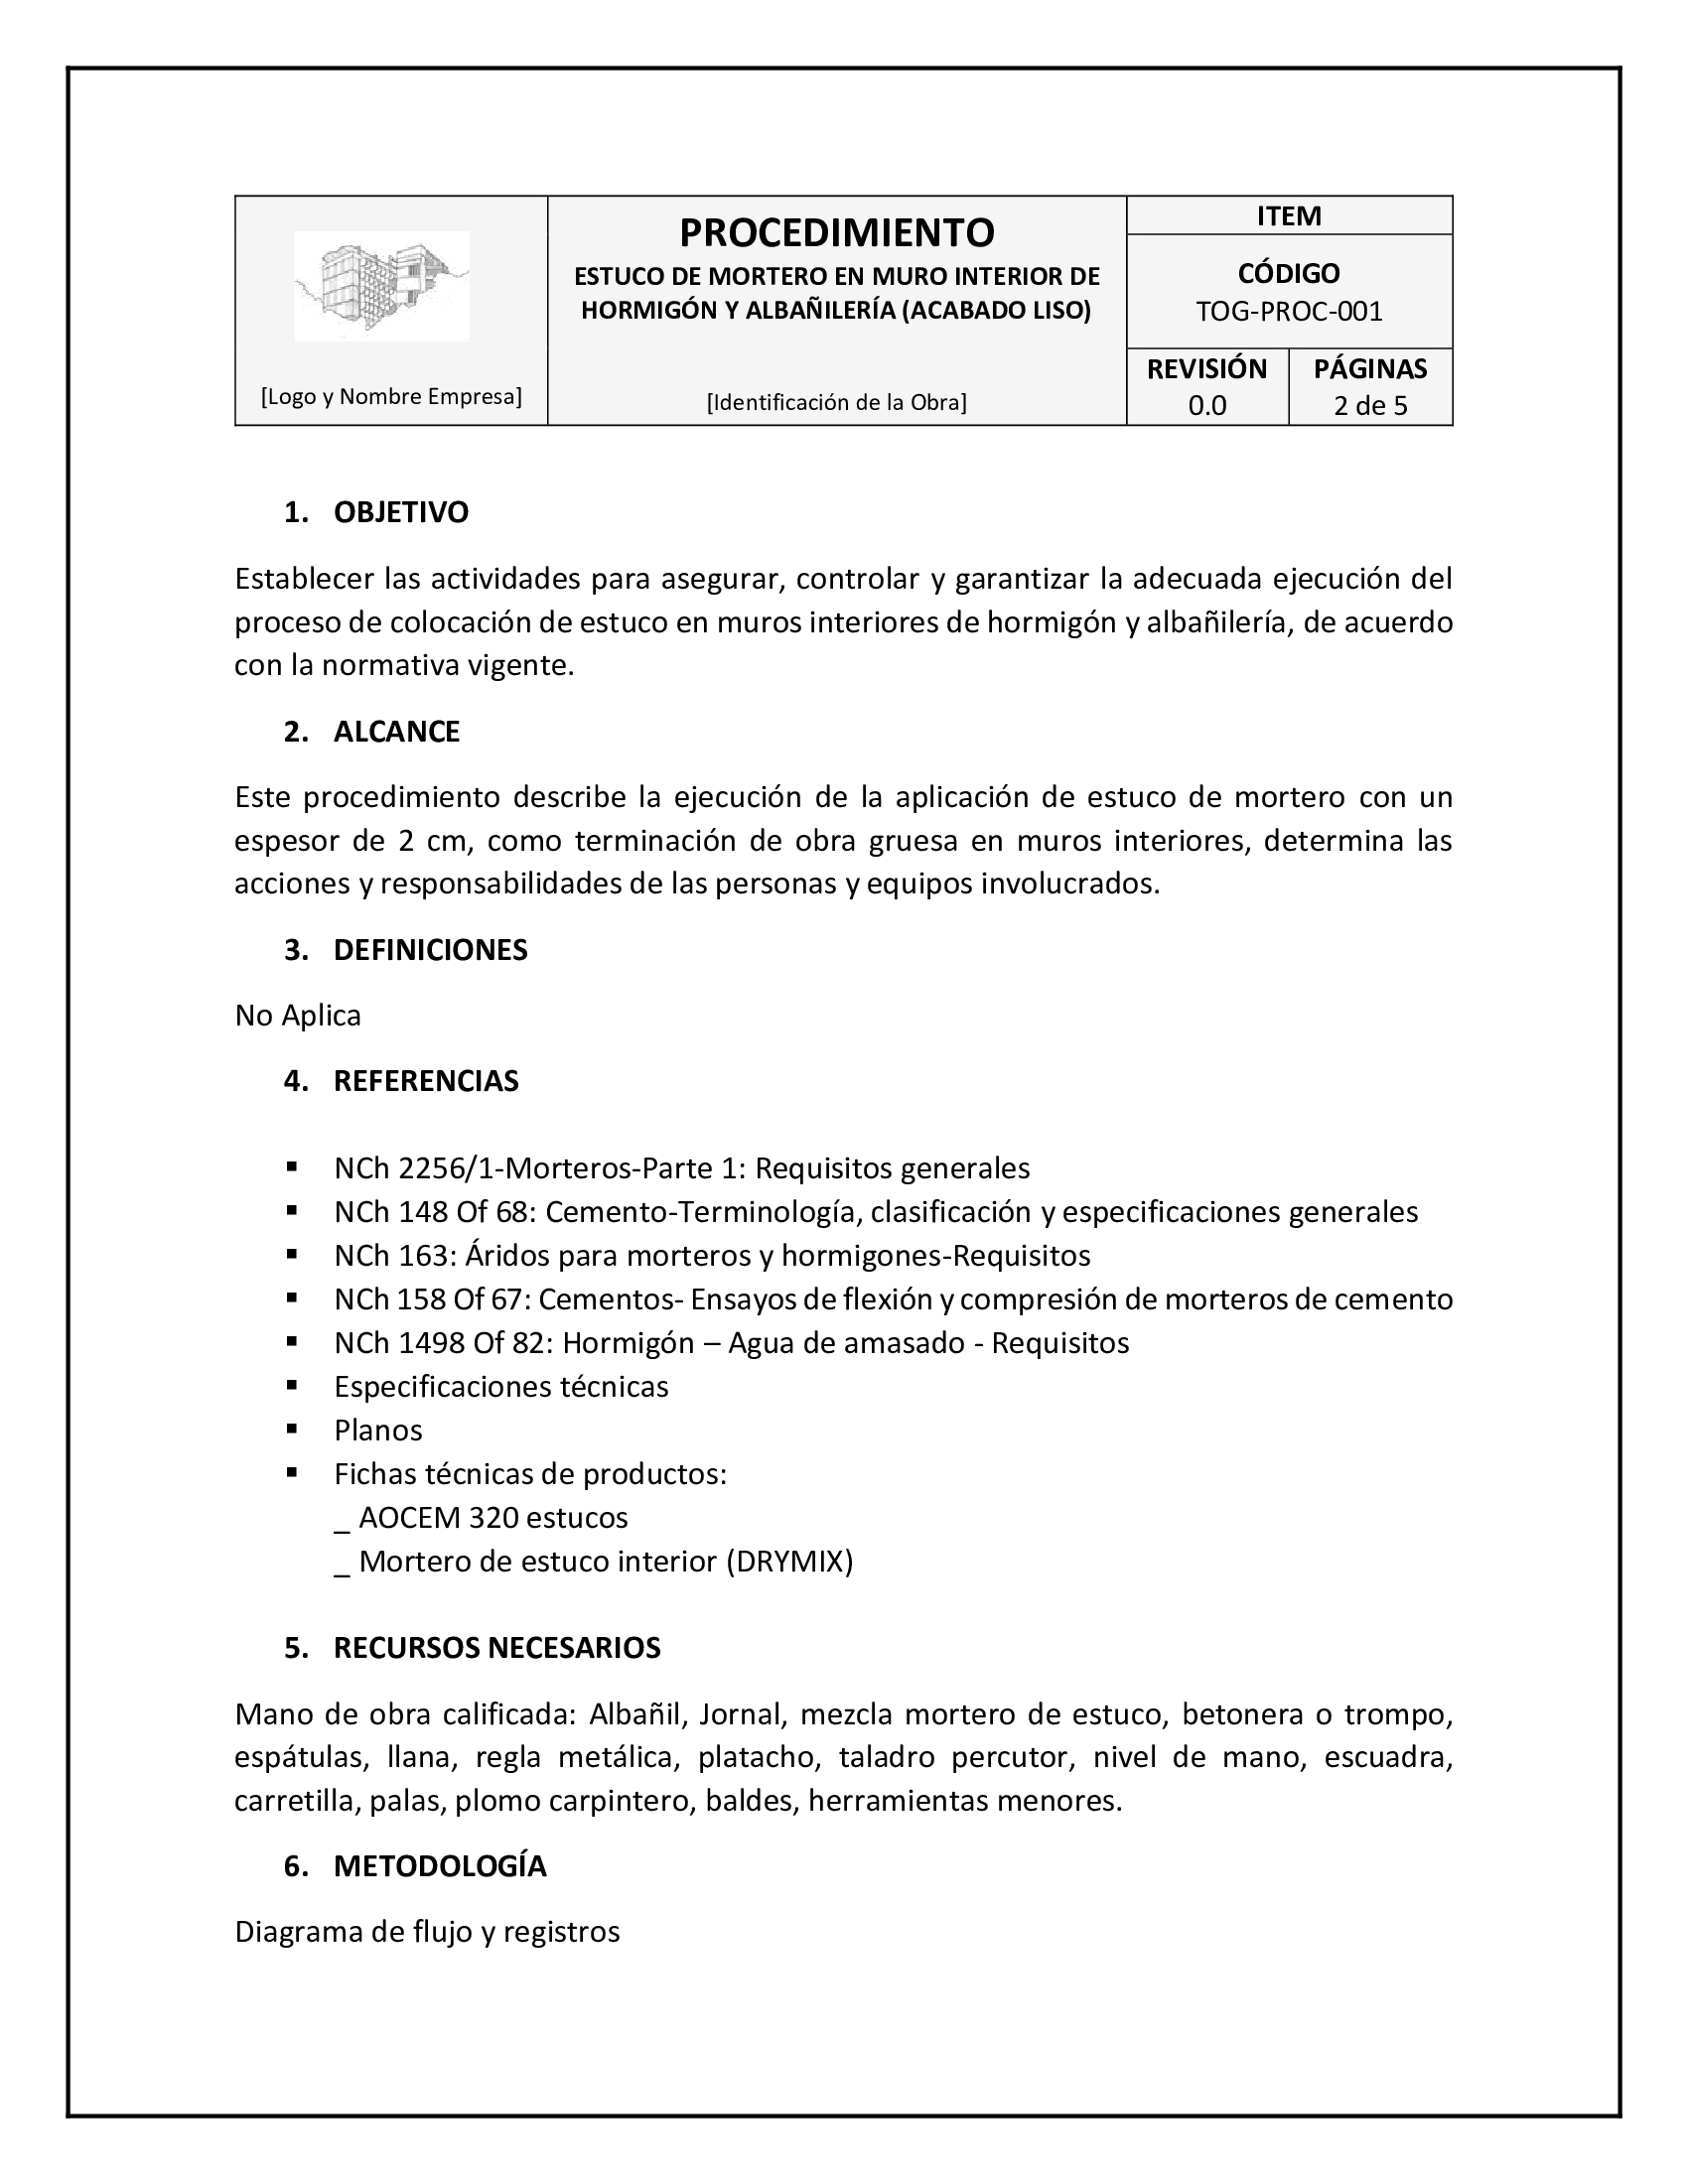 PROCEDIMIENTO
ESTUCO DE MORTERO EN MURO INTERIOR DE
HORMIGÓN Y ALBAÑILERÍA (ACABADO LISO)
[Logo y Nombre Empresa]
[Identificación de la Obra]
ITEM
CÓDIGO
TOG-PROC-001
REVISIÓN
0.0
PÁGINAS
2 de 5
1. OBJETIVO
Establecer las actividades para asegurar, controlar y garantizar la adecuada ejecución del
proceso de colocación de estuco en muros interiores de hormigón y albañilería, de acuerdo
con la normativa vigente.
2. ALCANCE
Este procedimiento describe la ejecución de la aplicación de estuco de mortero con un
espesor de 2 cm, como terminación de obra gruesa en muros interiores, determina las
acciones y responsabilidades de las personas y equipos involucrados.
3. DEFINICIONES
No Aplica
4. REFERENCIAS
▪ NCh 2256/1-Morteros-Parte 1: Requisitos generales
▪ NCh 148 Of 68: Cemento-Terminología, clasificación y especificaciones generales
▪ NCh 163: Áridos para morteros y hormigones-Requisitos
▪ NCh 158 Of 67: Cementos- Ensayos de flexión y compresión de morteros de cemento
▪ NCh 1498 Of 82: Hormigón – Agua de amasado - Requisitos
▪ Especificaciones técnicas
▪ Planos
▪ Fichas técnicas de productos:
_ AOCEM 320 estucos
_ Mortero de estuco interior (DRYMIX)
5. RECURSOS NECESARIOS
Mano de obra calificada: Albañil, Jornal, mezcla mortero de estuco, betonera o trompo,
espátulas, llana, regla metálica, platacho, taladro percutor, nivel de mano, escuadra,
carretilla, palas, plomo carpintero, baldes, herramientas menores.
6. METODOLOGÍA
Diagrama de flujo y registros